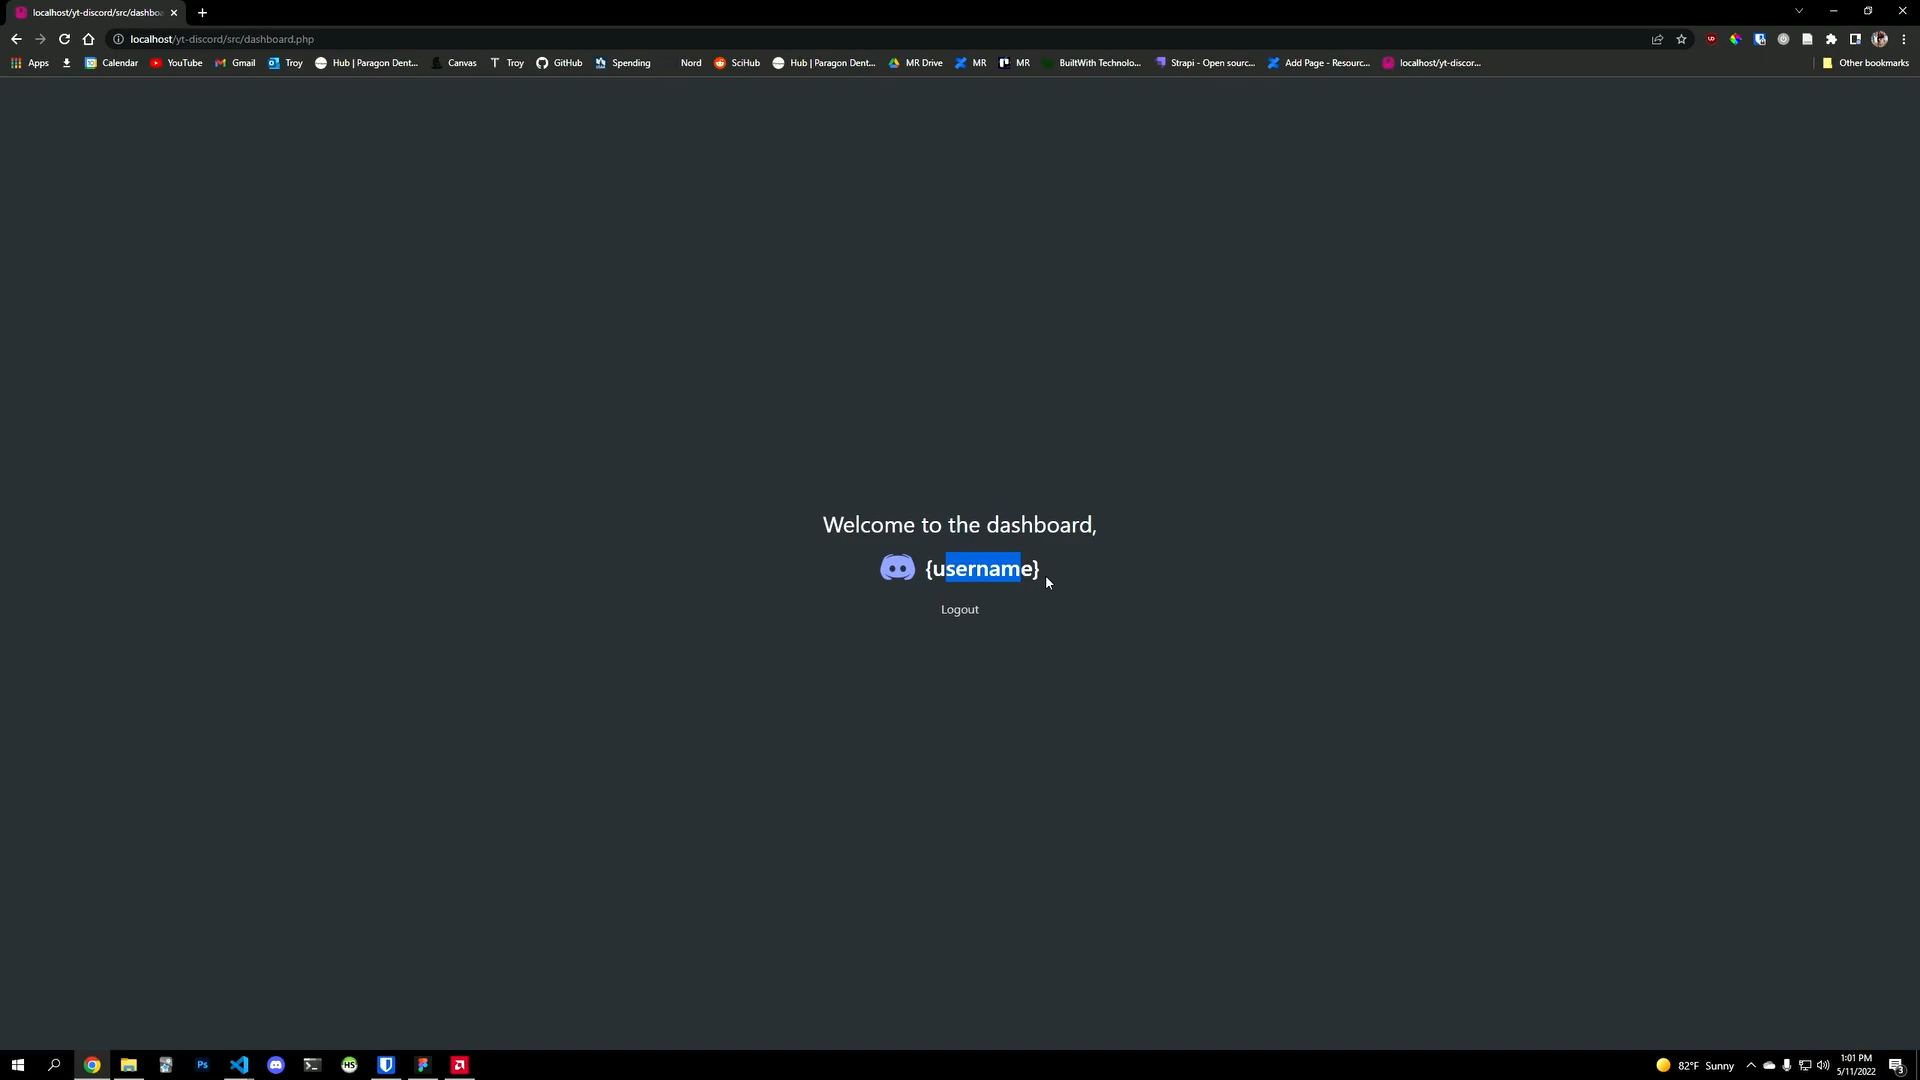 localhost/yt-discord/src/dashbo
localhost/yt-discord/src/dashboard.php
Apps Calendar YouTube Gmail Troy Hub | Paragon Dent... Canvas Troy GitHub Spending Nord SciHub Hub | Paragon Dent... MR Drive MR MR BuiltWith Technolo... Strapi - Open sourc... Add Page - Resourc... localhost/yt-discor... Other bookmarks
Welcome to the dashboard,
{username}
Logout
82°F Sunny
1:01 PM
5/11/2022